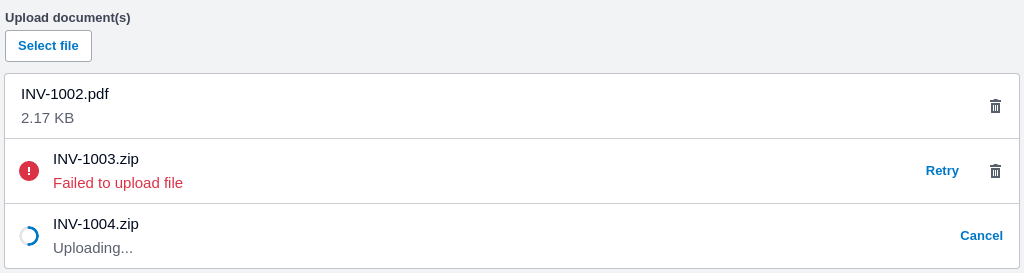 Upload document(s)
Select file
INV-1002.pdf
2.17 KB
INV-1003.zip
Failed to upload file
Retry
INV-1004.zip
Uploading...
Cancel